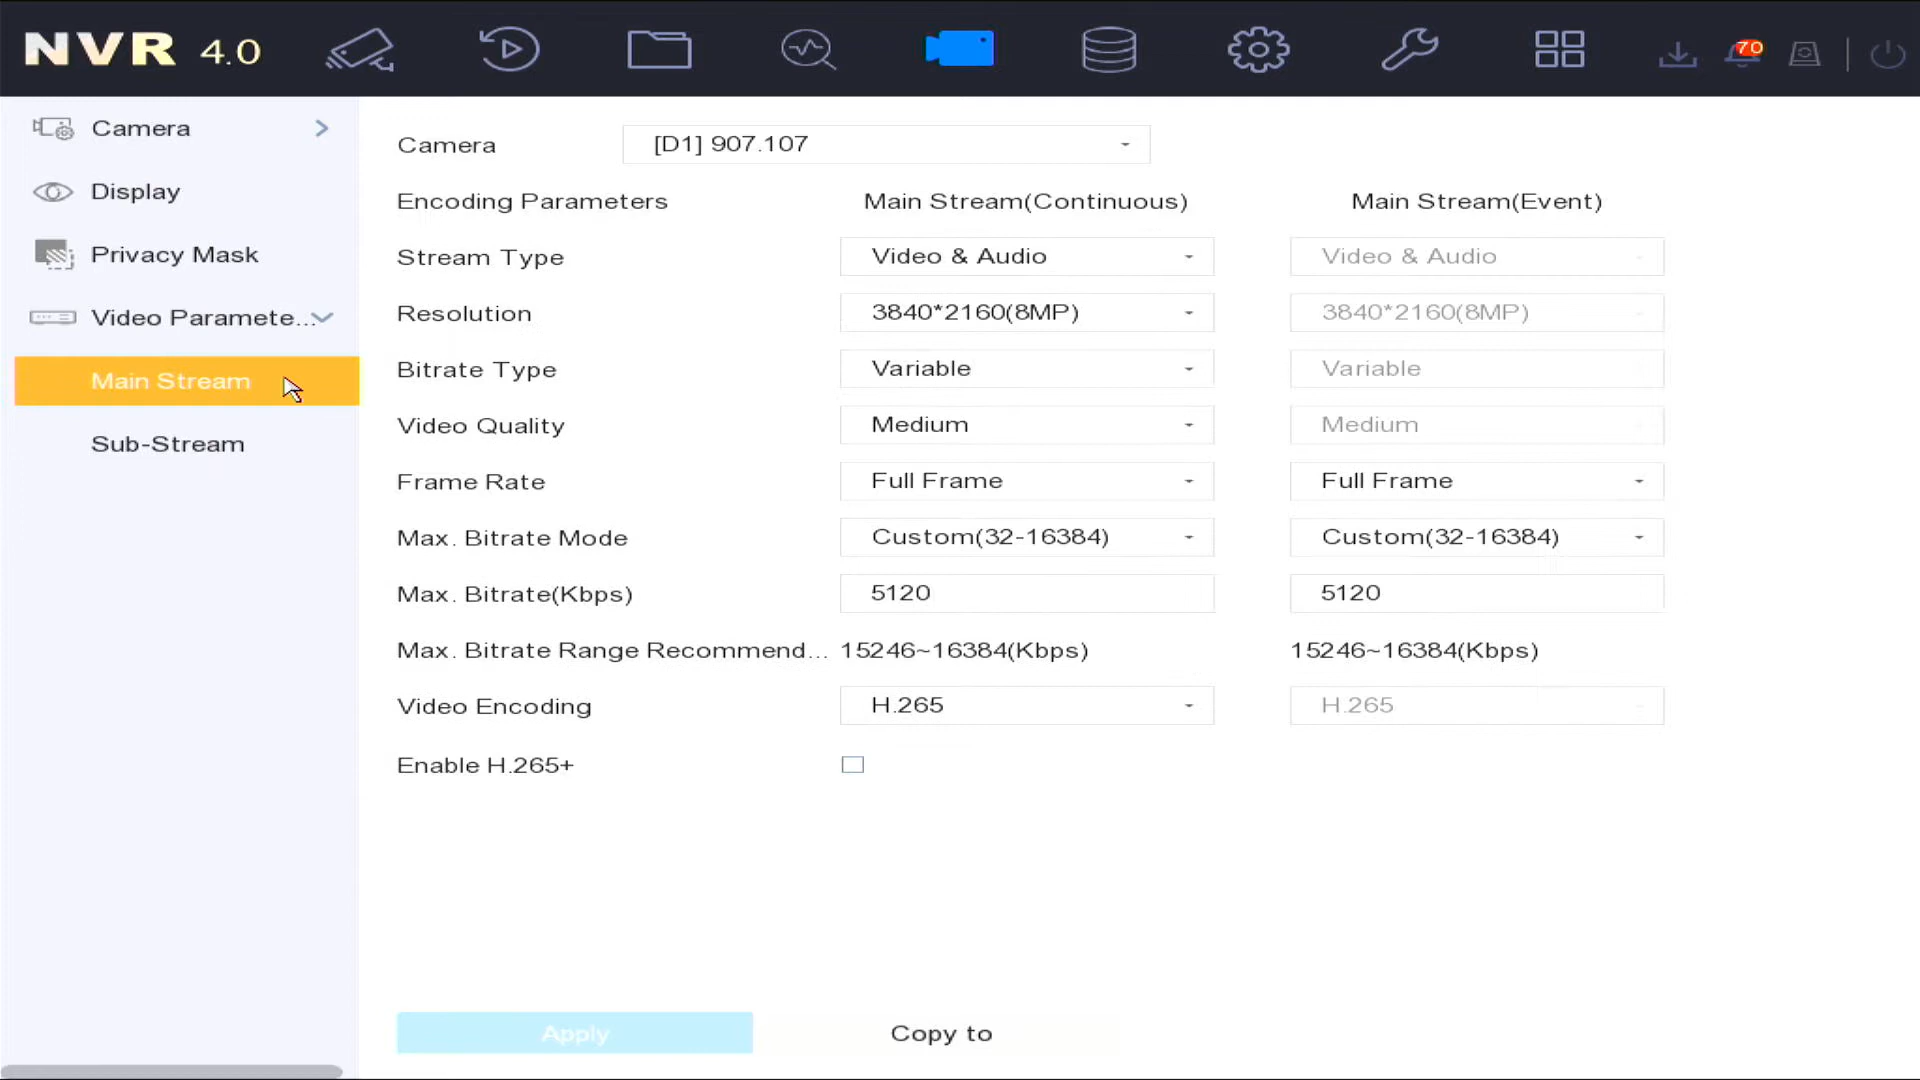 NVR 4.0
70
Camera
Display
Privacy Mask
Video Paramete...
Main Stream
Sub-Stream
Camera [D1] 907.107
Encoding Parameters Main Stream(Continuous) Main Stream(Event)
Stream Type Video & Audio Video & Audio
Resolution 3840*2160(8MP) 3840*2160(8MP)
Bitrate Type Variable Variable
Video Quality Medium Medium
Frame Rate Full Frame Full Frame
Max. Bitrate Mode Custom(32-16384) Custom(32-16384)
Max. Bitrate(Kbps) 5120 5120
Max. Bitrate Range Recommend... 15246~16384(Kbps) 15246~16384(Kbps)
Video Encoding H.265 H.265
Enable H.265+
Apply Copy to